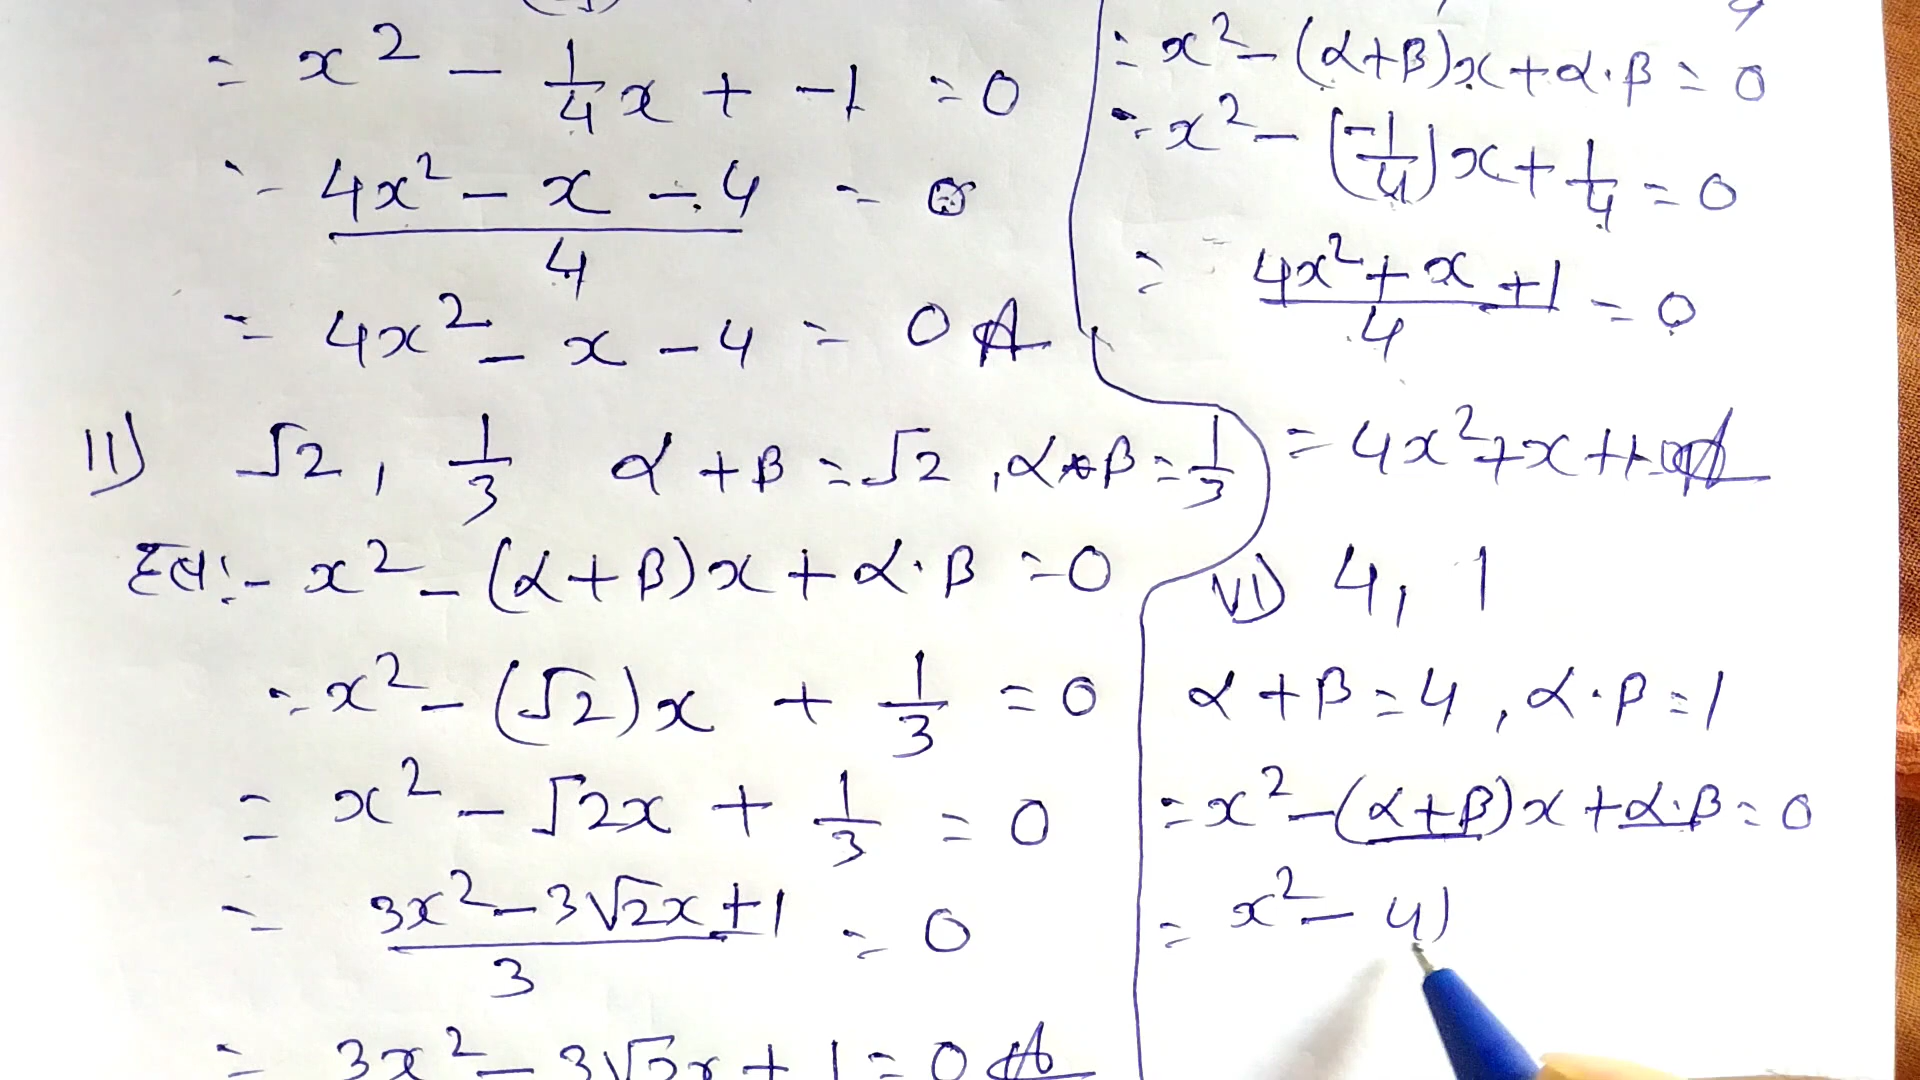 = x² - 1/4 x + -1 = 0
= 4x² - x - 4 / 4 = 0
= 4x² - x - 4 = 0 A
II) √2, 1/3 α + β = √2, α • β = 1/3
हल:- x² - (α + β)x + α·β = 0
= x² - (√2)x + 1/3 = 0
= x² - √2x + 1/3 = 0
= 3x² - 3√2x + 1 / 3 = 0
= 3x² - 3√2x + 1 = 0 A
= x² - (α+β)x + α·β = 0
= x² - (-1/4)x + 1/4 = 0
= 4x² + x + 1 / 4 = 0
= 4x² + x + 1
VI) 4, 1
α + β = 4, α·β = 1
= x² - (α+β)x + α·β = 0
= x² - 4)